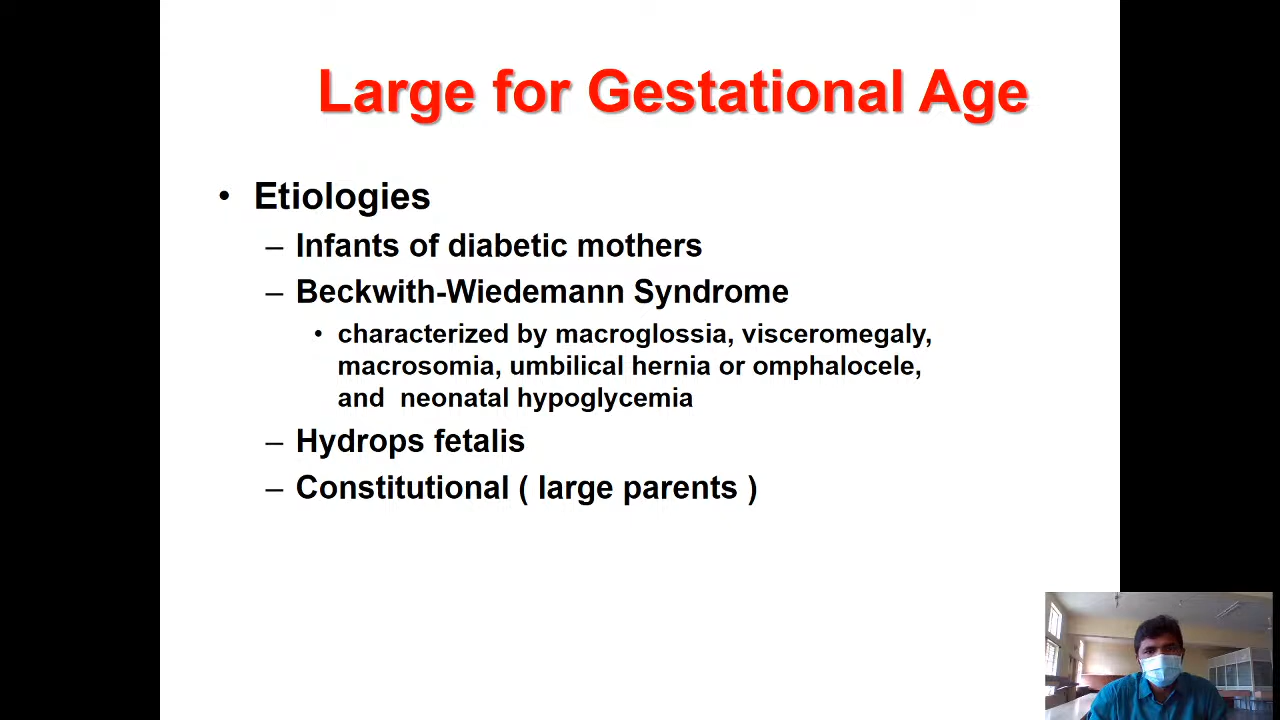 Large for Gestational Age
• Etiologies
– Infants of diabetic mothers
– Beckwith-Wiedemann Syndrome
• characterized by macroglossia, visceromegaly,
macrosomia, umbilical hernia or omphalocele,
and  neonatal hypoglycemia
– Hydrops fetalis
– Constitutional ( large parents )